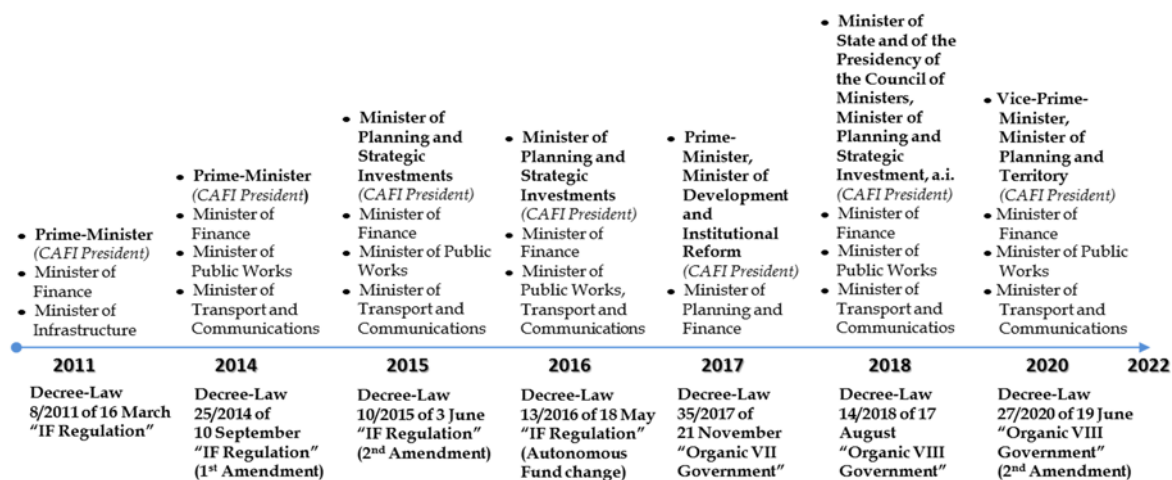 • Prime-Minister
(CAFI President)
• Minister of
Finance
• Minister of
Infrastructure
• Prime-Minister
(CAFI President)
• Minister of
Finance
• Minister of
Public Works
• Minister of
Transport and
Communications
• Minister of
Planning and
Strategic
Investments
(CAFI President)
• Minister of
Finance
• Minister of Public
Works
• Minister of
Transport and
Communications
• Minister of
Planning and
Strategic
Investments
(CAFI President)
• Minister of
Finance
• Minister of
Public Works,
Transport and
Communications
• Prime-
Minister,
Minister of
Development
and
Institutional
Reform
(CAFI President)
• Minister of
Planning and
Finance
• Minister of
State and of the
Presidency of
the Council of
Ministers,
Minister of
Planning and
Strategic
Investment, a.i.
(CAFI President)
• Minister of
Finance
• Minister of
Public Works
• Minister of
Transport and
Communicatios
• Vice-Prime-
Minister,
Minister of
Planning and
Territory
(CAFI President)
• Minister of
Finance
• Minister of Public
Works
• Minister of
Transport and
Communications
2011 2014 2015 2016 2017 2018 2020 2022
Decree-Law
8/2011 of 16 March
“IF Regulation”
Decree-Law
25/2014 of
10 September
“IF Regulation”
(1st Amendment)
Decree-Law
10/2015 of 3 June
“IF Regulation”
(2nd Amendment)
Decree-Law
13/2016 of 18 May
“IF Regulation”
(Autonomous
Fund change)
Decree-Law
35/2017 of
21 November
“Organic VII
Government”
Decree-Law
14/2018 of 17
August
“Organic VIII
Government”
Decree-Law
27/2020 of 19 June
“Organic VIII
Government”
(2nd Amendment)